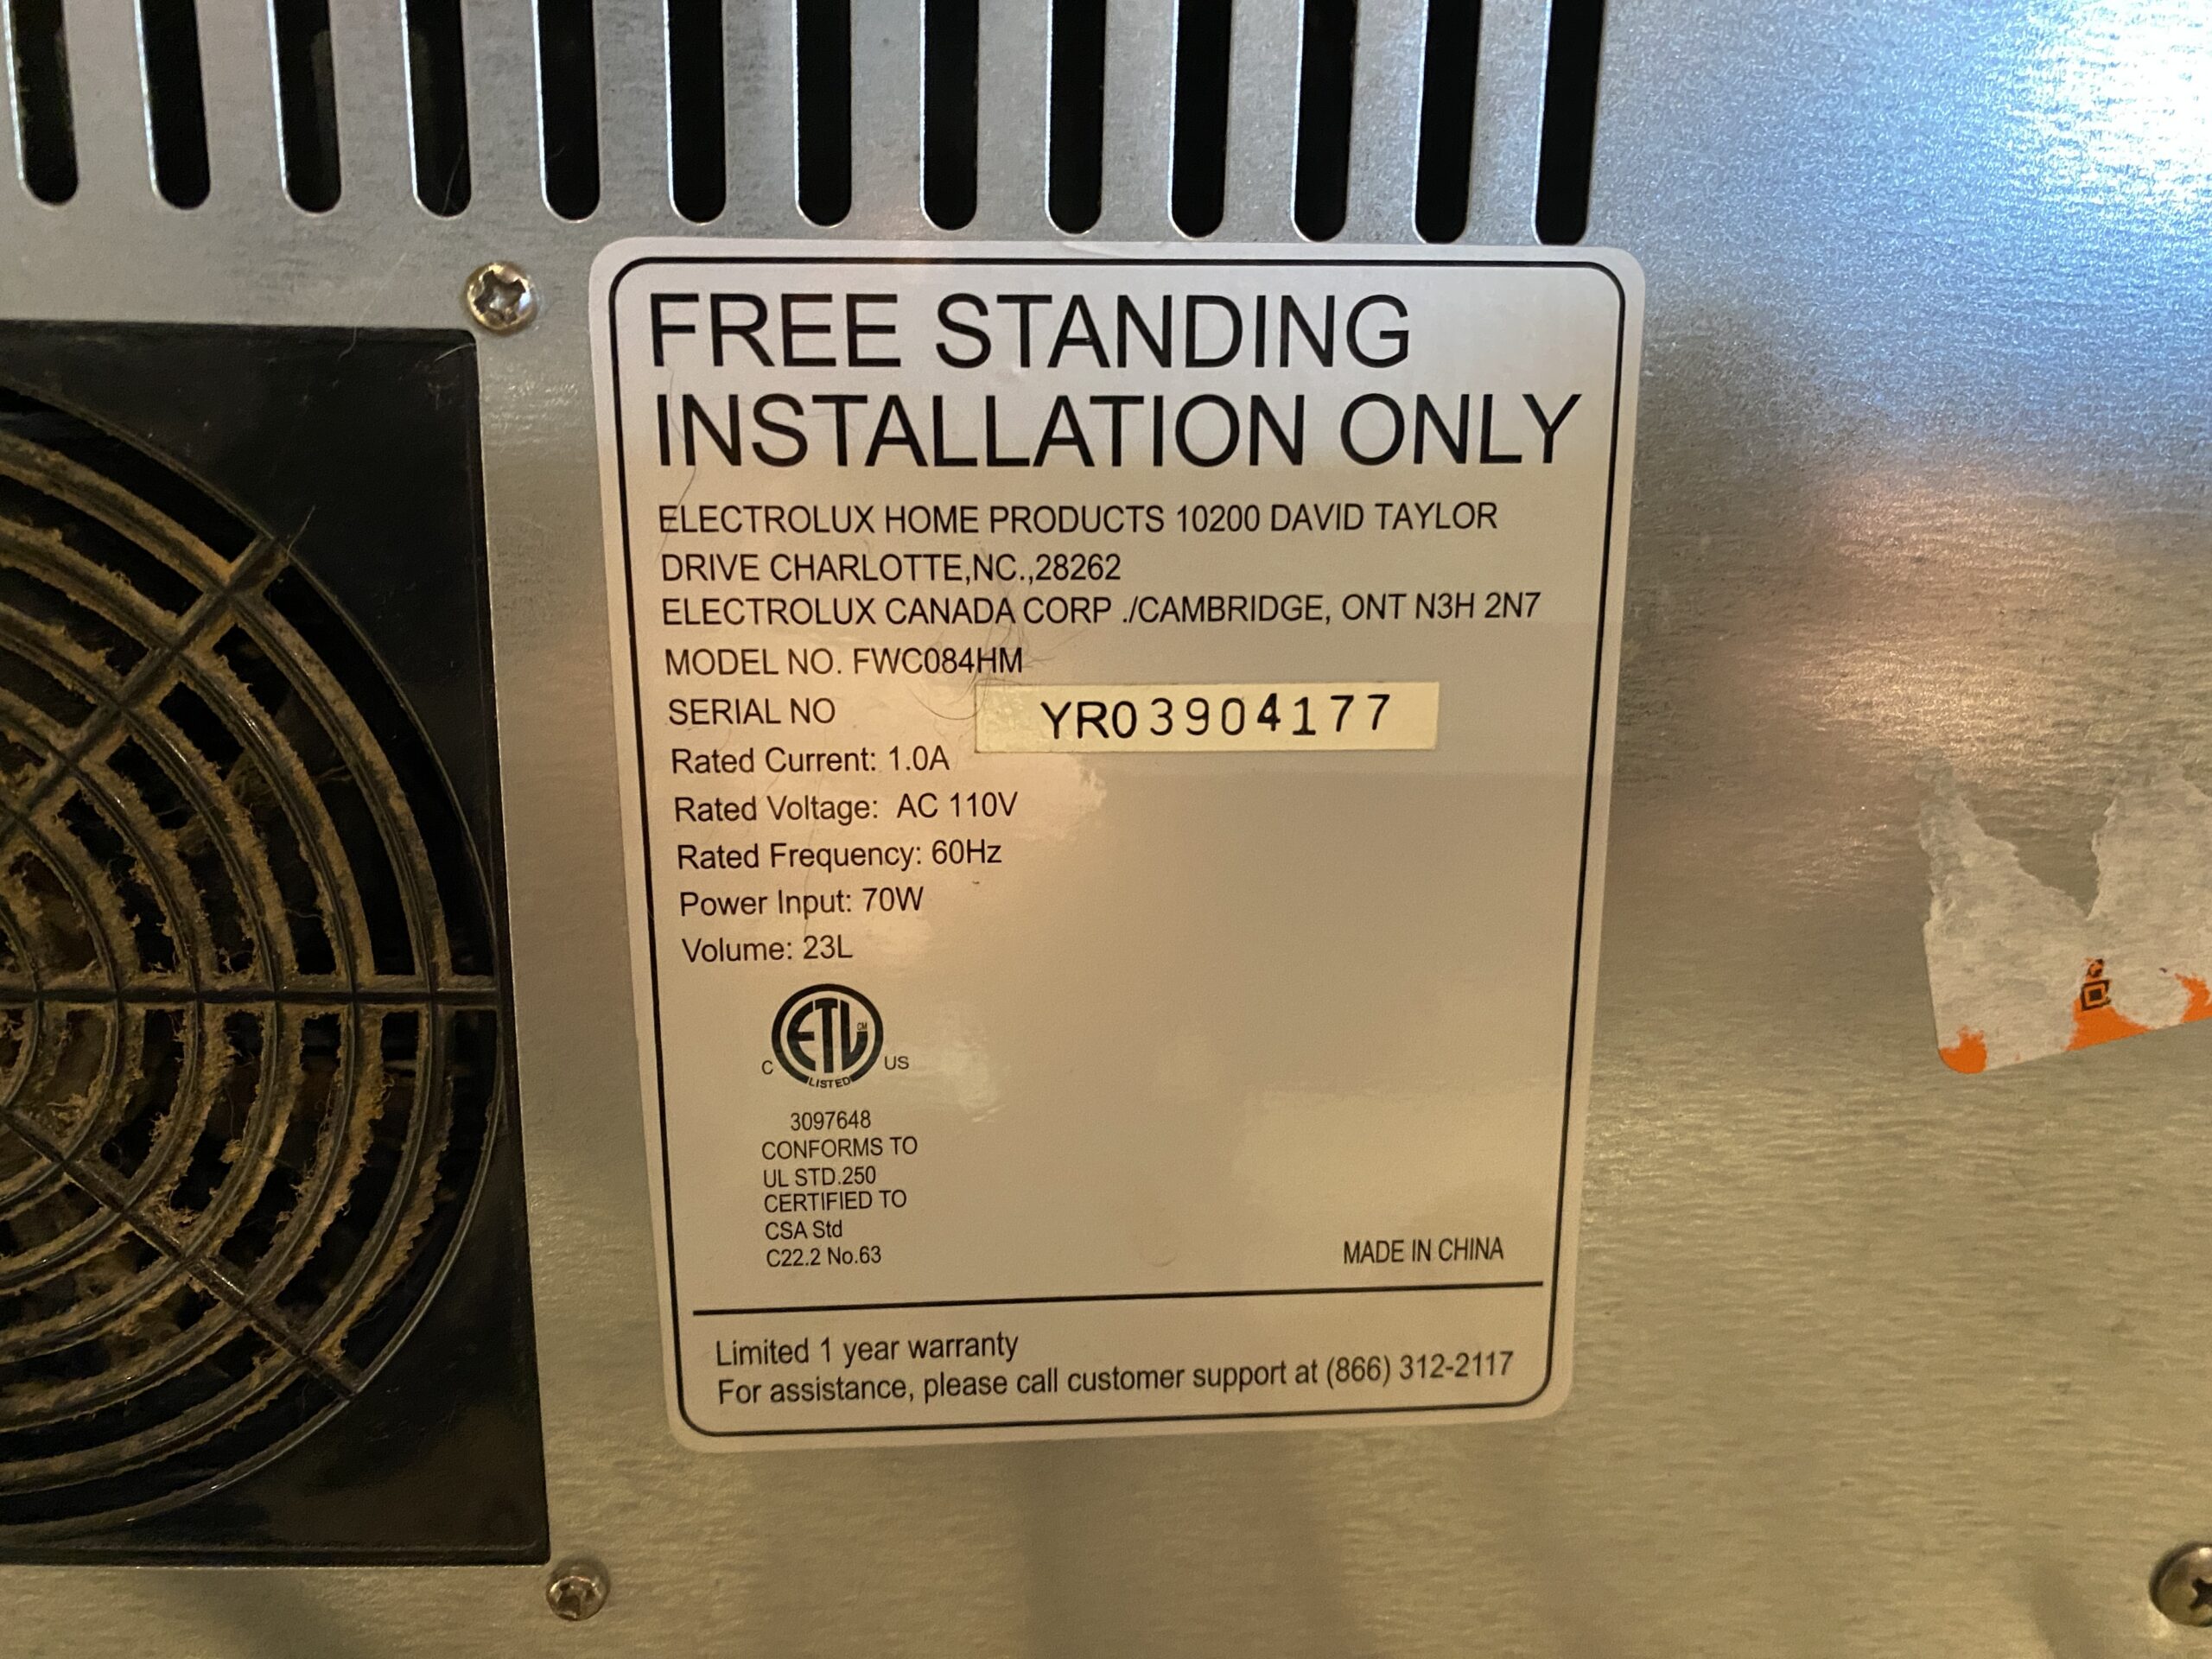 FREE STANDING
INSTALLATION ONLY
ELECTROLUX HOME PRODUCTS 10200 DAVID TAYLOR
DRIVE CHARLOTTE,NC.,28262
ELECTROLUX CANADA CORP ./CAMBRIDGE, ONT N3H 2N7
MODEL NO. FWC084HM
SERIAL NO YR03904177
Rated Current: 1.0A
Rated Voltage: AC 110V
Rated Frequency: 60Hz
Power Input: 70W
Volume: 23L
ETL CM
C US
LISTED
3097648
CONFORMS TO
UL STD.250
CERTIFIED TO
CSA Std
C22.2 No.63
MADE IN CHINA
Limited 1 year warranty
For assistance, please call customer support at (866) 312-2117